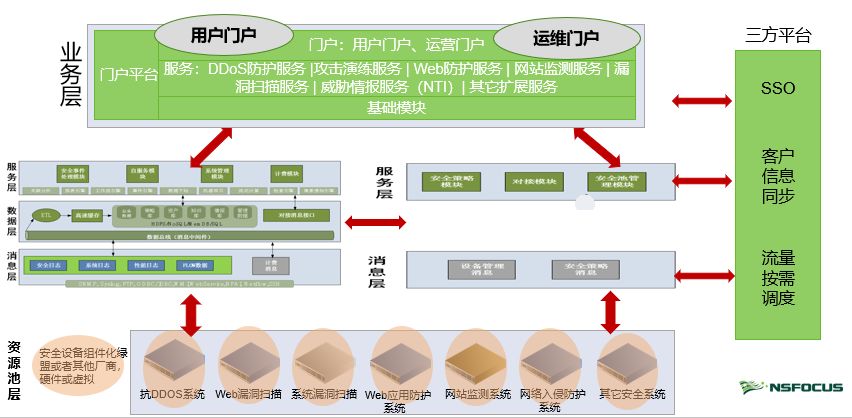 用户门户
运维门户
三方平台
业务层
门户平台
门户：用户门户、运营门户
服务：DDoS防护服务 |攻击演练服务 | Web防护服务 | 网站监测服务 | 漏
洞扫描服务 | 威胁情报服务（NTI）| 其它扩展服务
基础模块
SSO
客户
信息
同步
流量
按需
调度
服务层
安全事件
处理模块
自服务模
块
系统管理
模块
计费模块
数据层
ETL
高速缓存
对接消息接口
数据总线（消息中间件）
消息层
安全日志
系统日志
性能日志
FLOW数据
计费
消息
服务层
安全策略
模块
对接模块
安全池管
理模块
消息层
设备管理
消息
安全策略
消息
资源池层
安全设备组件化绿
盟或者其他厂商，
硬件或虚拟
抗DDOS系统
Web漏洞扫描
系统漏洞扫描
Web应用防护
系统
网站监测系统
网络入侵防护
系统
其它安全系统
NSFOCUS